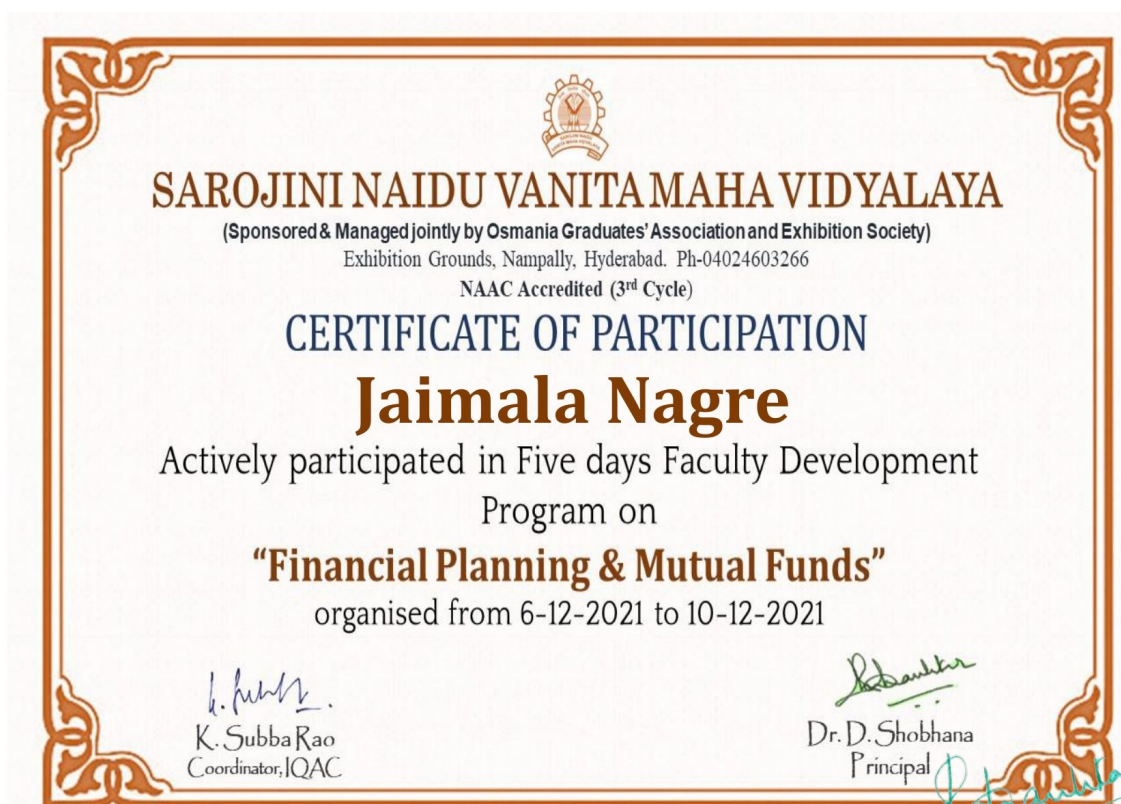 SAROJINI NAIDU VANITA MAHA VIDYALAYA
(Sponsored & Managed jointly by Osmania Graduates' Association and Exhibition Society)
Exhibition Grounds, Nampally, Hyderabad. Ph-04024603266
NAAC Accredited (3rd Cycle)
CERTIFICATE OF PARTICIPATION
Jaimala Nagre
Actively participated in Five days Faculty Development
Program on
“Financial Planning & Mutual Funds”
organised from 6-12-2021 to 10-12-2021
K. Subba Rao
Coordinator, IQAC
Dr. D. Shobhana
Principal